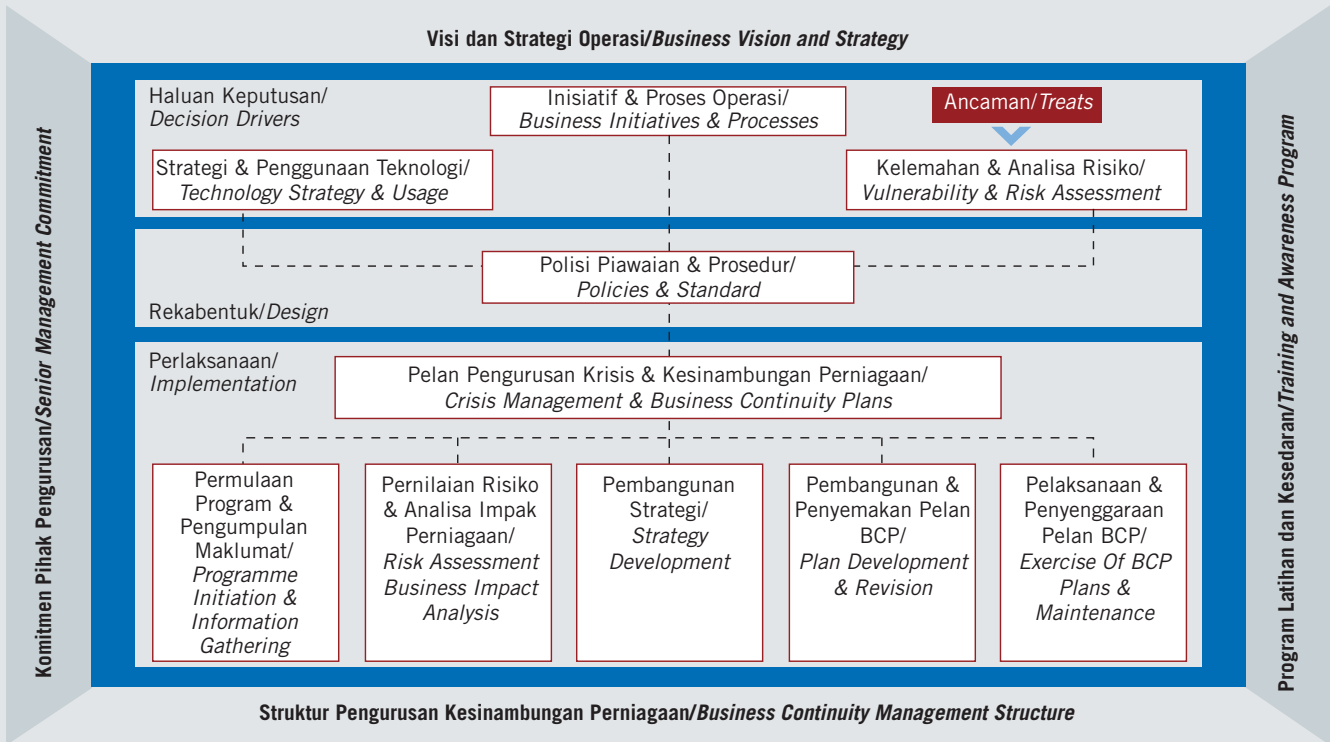 Visi dan Strategi Operasi/Business Vision and Strategy
Komitmen Pihak Pengurusan/Senior Management Commitment
Haluan Keputusan/
Decision Drivers
Inisiatif & Proses Operasi/
Business Initiatives & Processes
Ancaman/Treats
Strategi & Penggunaan Teknologi/
Technology Strategy & Usage
Kelemahan & Analisa Risiko/
Vulnerability & Risk Assessment
Polisi Piawaian & Prosedur/
Policies & Standard
Rekabentuk/Design
Perlaksanaan/
Implementation
Pelan Pengurusan Krisis & Kesinambungan Perniagaan/
Crisis Management & Business Continuity Plans
Permulaan
Program &
Pengumpulan
Maklumat/
Programme
Initiation &
Information
Gathering
Pernilaian Risiko
& Analisa Impak
Perniagaan/
Risk Assessment
Business Impact
Analysis
Pembangunan
Strategi/
Strategy
Development
Pembangunan &
Penyemakan Pelan
BCP/
Plan Development
& Revision
Pelaksanaan &
Penyenggaraan
Pelan BCP/
Exercise Of BCP
Plans &
Maintenance
Program Latihan dan Kesedaran/Training and Awareness Program
Struktur Pengurusan Kesinambungan Perniagaan/Business Continuity Management Structure